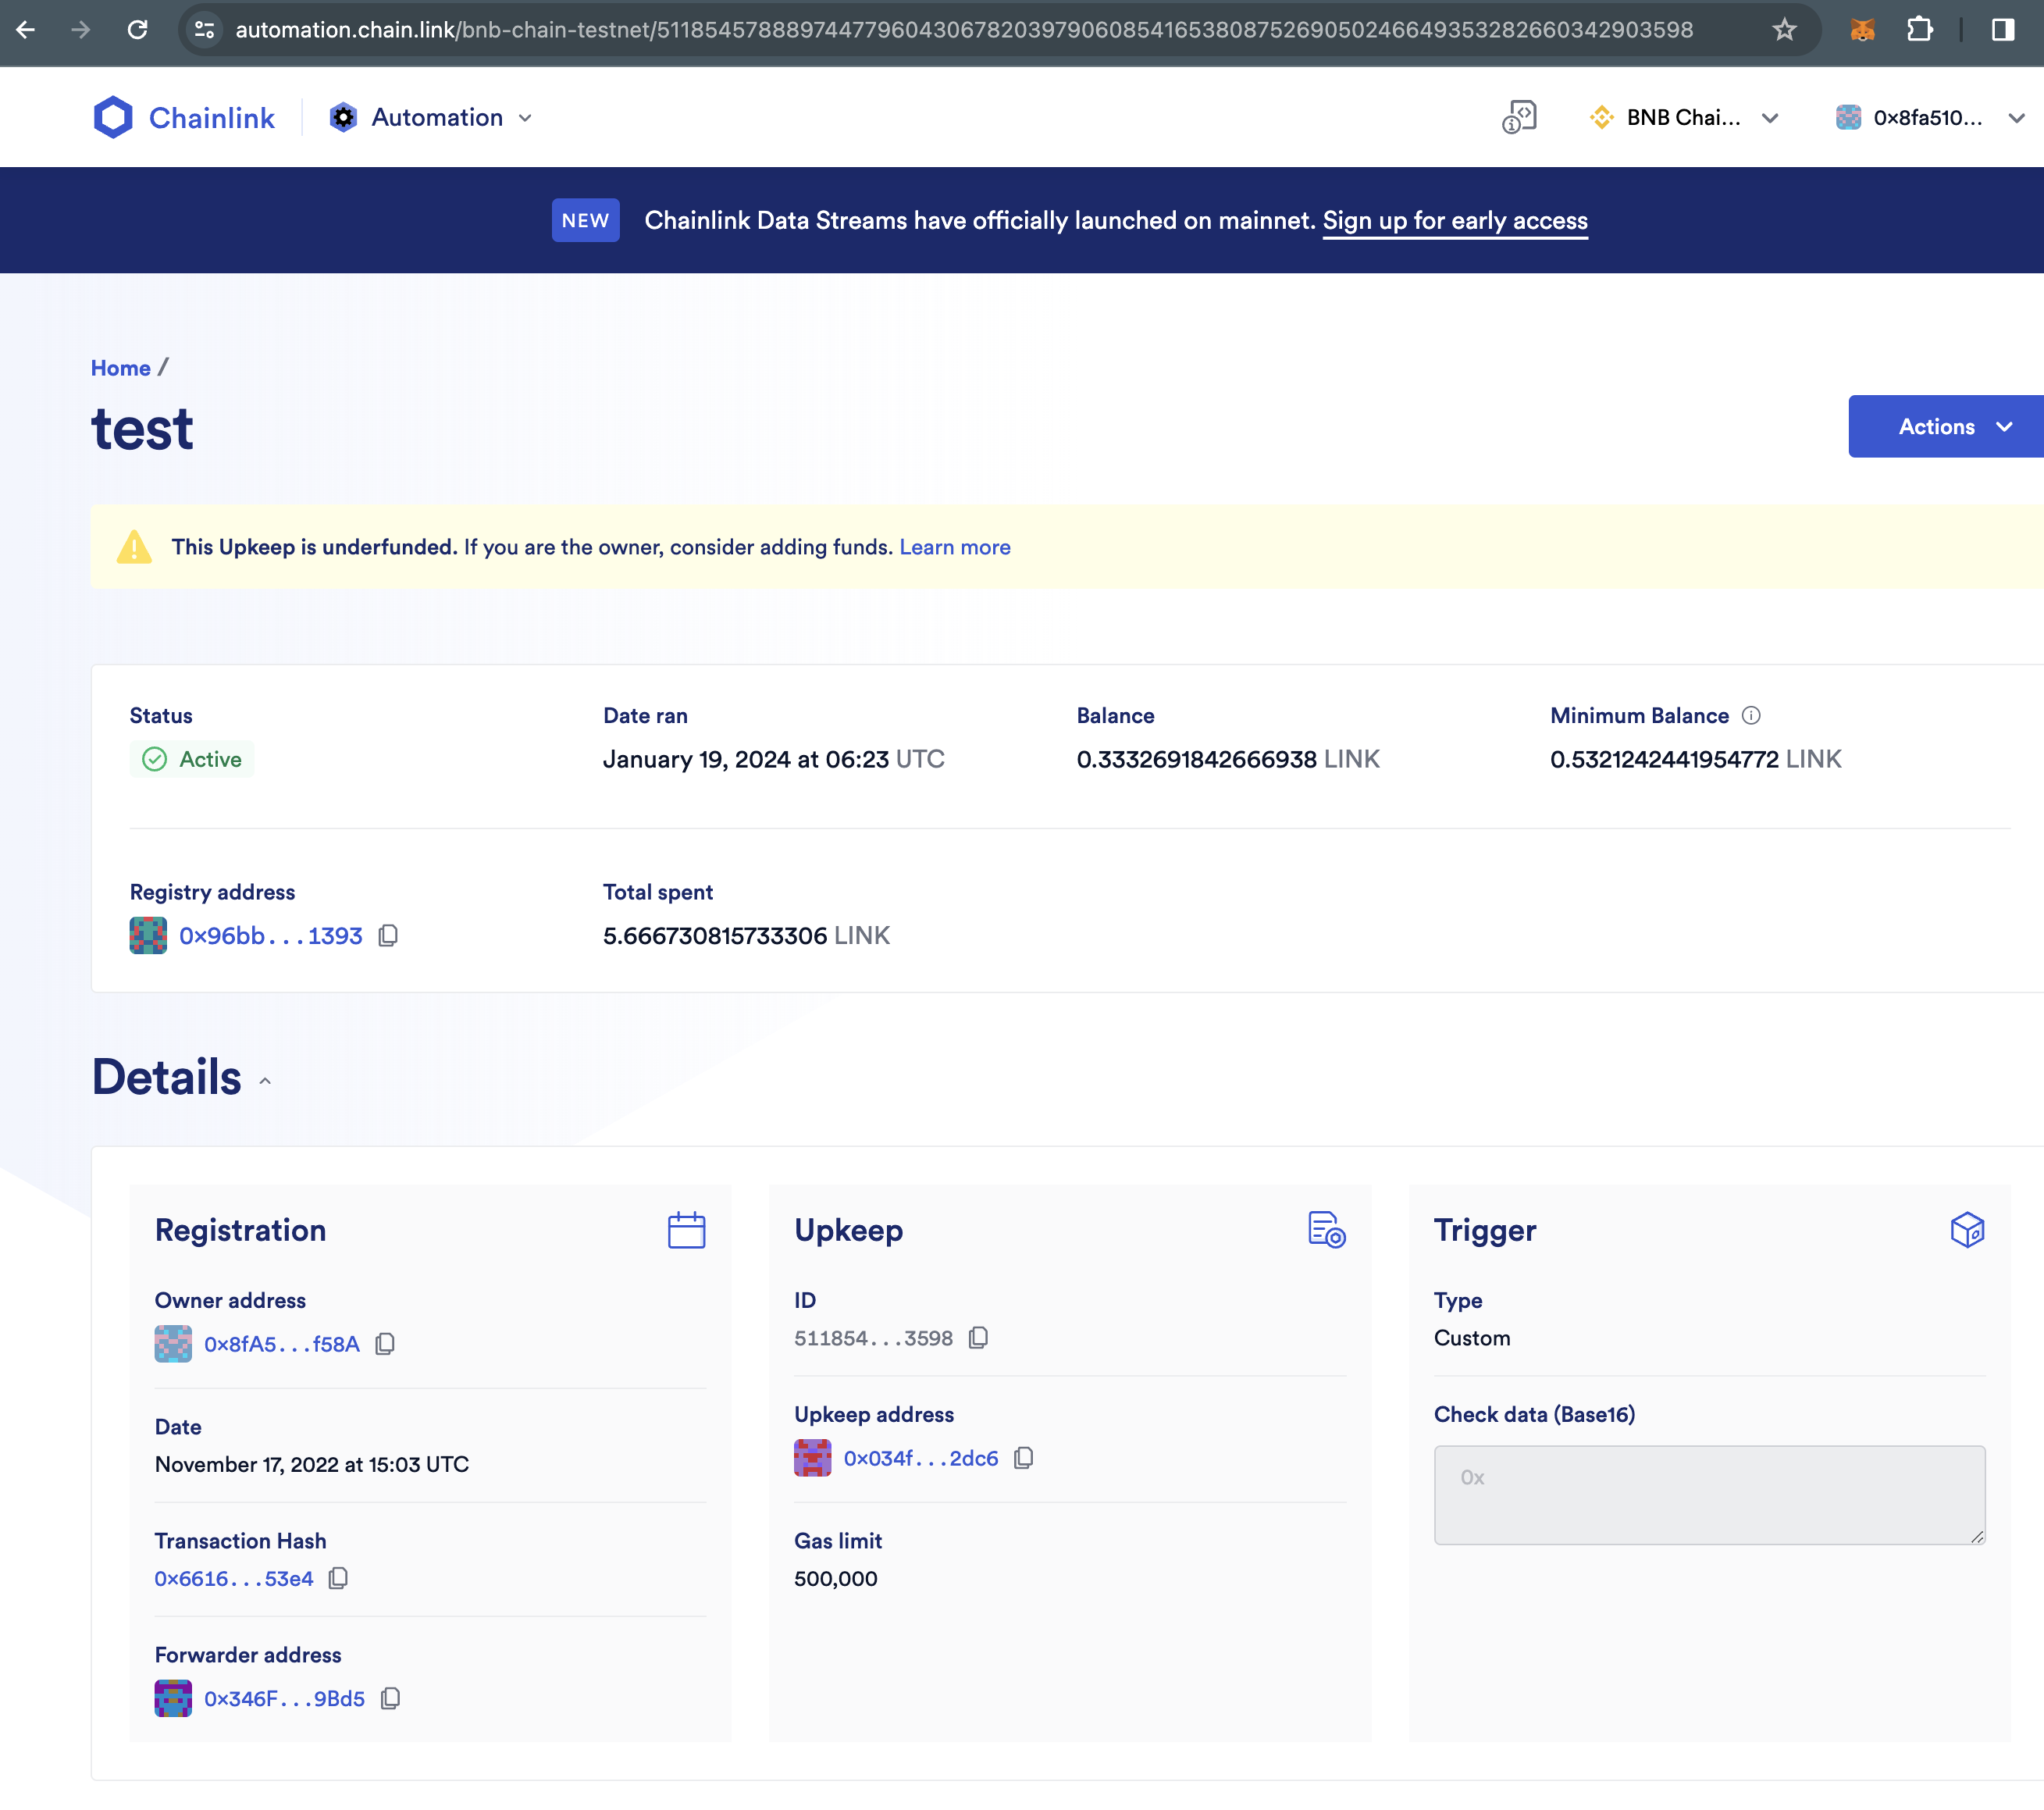 automation.chain.link/bnb-chain-testnet/51185457888974477960430678203979060854165380875269050246649353282660342903598
Chainlink
Automation
BNB Chai...
0x8fa510...
NEW
Chainlink Data Streams have officially launched on mainnet. Sign up for early access
Home /
test
Actions
This Upkeep is underfunded. If you are the owner, consider adding funds. Learn more
Status
Active
Date ran
January 19, 2024 at 06:23 UTC
Balance
0.3332691842666938 LINK
Minimum Balance
0.5321242441954772 LINK
Registry address
0x96bb...1393
Total spent
5.666730815733306 LINK
Details
Registration
Owner address
0x8fA5...f58A
Date
November 17, 2022 at 15:03 UTC
Transaction Hash
0x6616...53e4
Forwarder address
0x346F...9Bd5
Upkeep
ID
511854...3598
Upkeep address
0x034f...2dc6
Gas limit
500,000
Trigger
Type
Custom
Check data (Base16)
0x